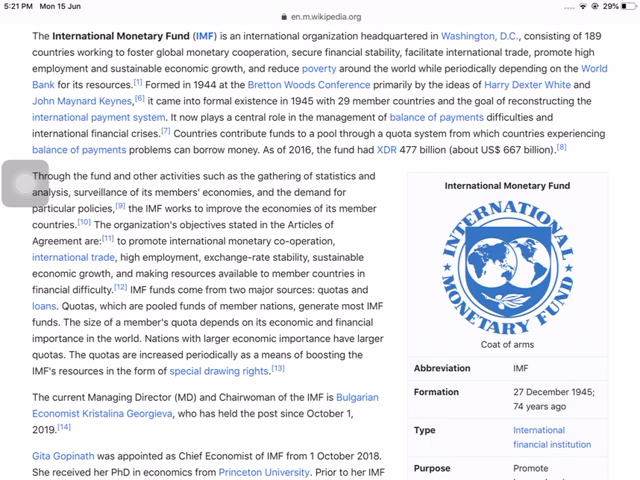 5:21 PM Mon 15 Jun
29%
en.m.wikipedia.org
The International Monetary Fund (IMF) is an international organization headquartered in Washington, D.C., consisting of 189
countries working to foster global monetary cooperation, secure financial stability, facilitate international trade, promote high
employment and sustainable economic growth, and reduce poverty around the world while periodically depending on the World
Bank for its resources.[1] Formed in 1944 at the Bretton Woods Conference primarily by the ideas of Harry Dexter White and
John Maynard Keynes,[6] it came into formal existence in 1945 with 29 member countries and the goal of reconstructing the
international payment system. It now plays a central role in the management of balance of payments difficulties and
international financial crises.[7] Countries contribute funds to a pool through a quota system from which countries experiencing
balance of payments problems can borrow money. As of 2016, the fund had XDR 477 billion (about US$ 667 billion).[8]
Through the fund and other activities such as the gathering of statistics and
analysis, surveillance of its members' economies, and the demand for
particular policies,[9] the IMF works to improve the economies of its member
countries.[10] The organization's objectives stated in the Articles of
Agreement are:[11] to promote international monetary co-operation,
international trade, high employment, exchange-rate stability, sustainable
economic growth, and making resources available to member countries in
financial difficulty.[12] IMF funds come from two major sources: quotas and
loans. Quotas, which are pooled funds of member nations, generate most IMF
funds. The size of a member's quota depends on its economic and financial
importance in the world. Nations with larger economic importance have larger
quotas. The quotas are increased periodically as a means of boosting the
IMF's resources in the form of special drawing rights.[13]
The current Managing Director (MD) and Chairwoman of the IMF is Bulgarian
Economist Kristalina Georgieva, who has held the post since October 1,
2019.[14]
Gita Gopinath was appointed as Chief Economist of IMF from 1 October 2018.
She received her PhD in economics from Princeton University. Prior to her IMF
International Monetary Fund
INTERNATIONAL
MONETARY FUND
Coat of arms
Abbreviation IMF
Formation 27 December 1945;
74 years ago
Type International
financial institution
Purpose Promote